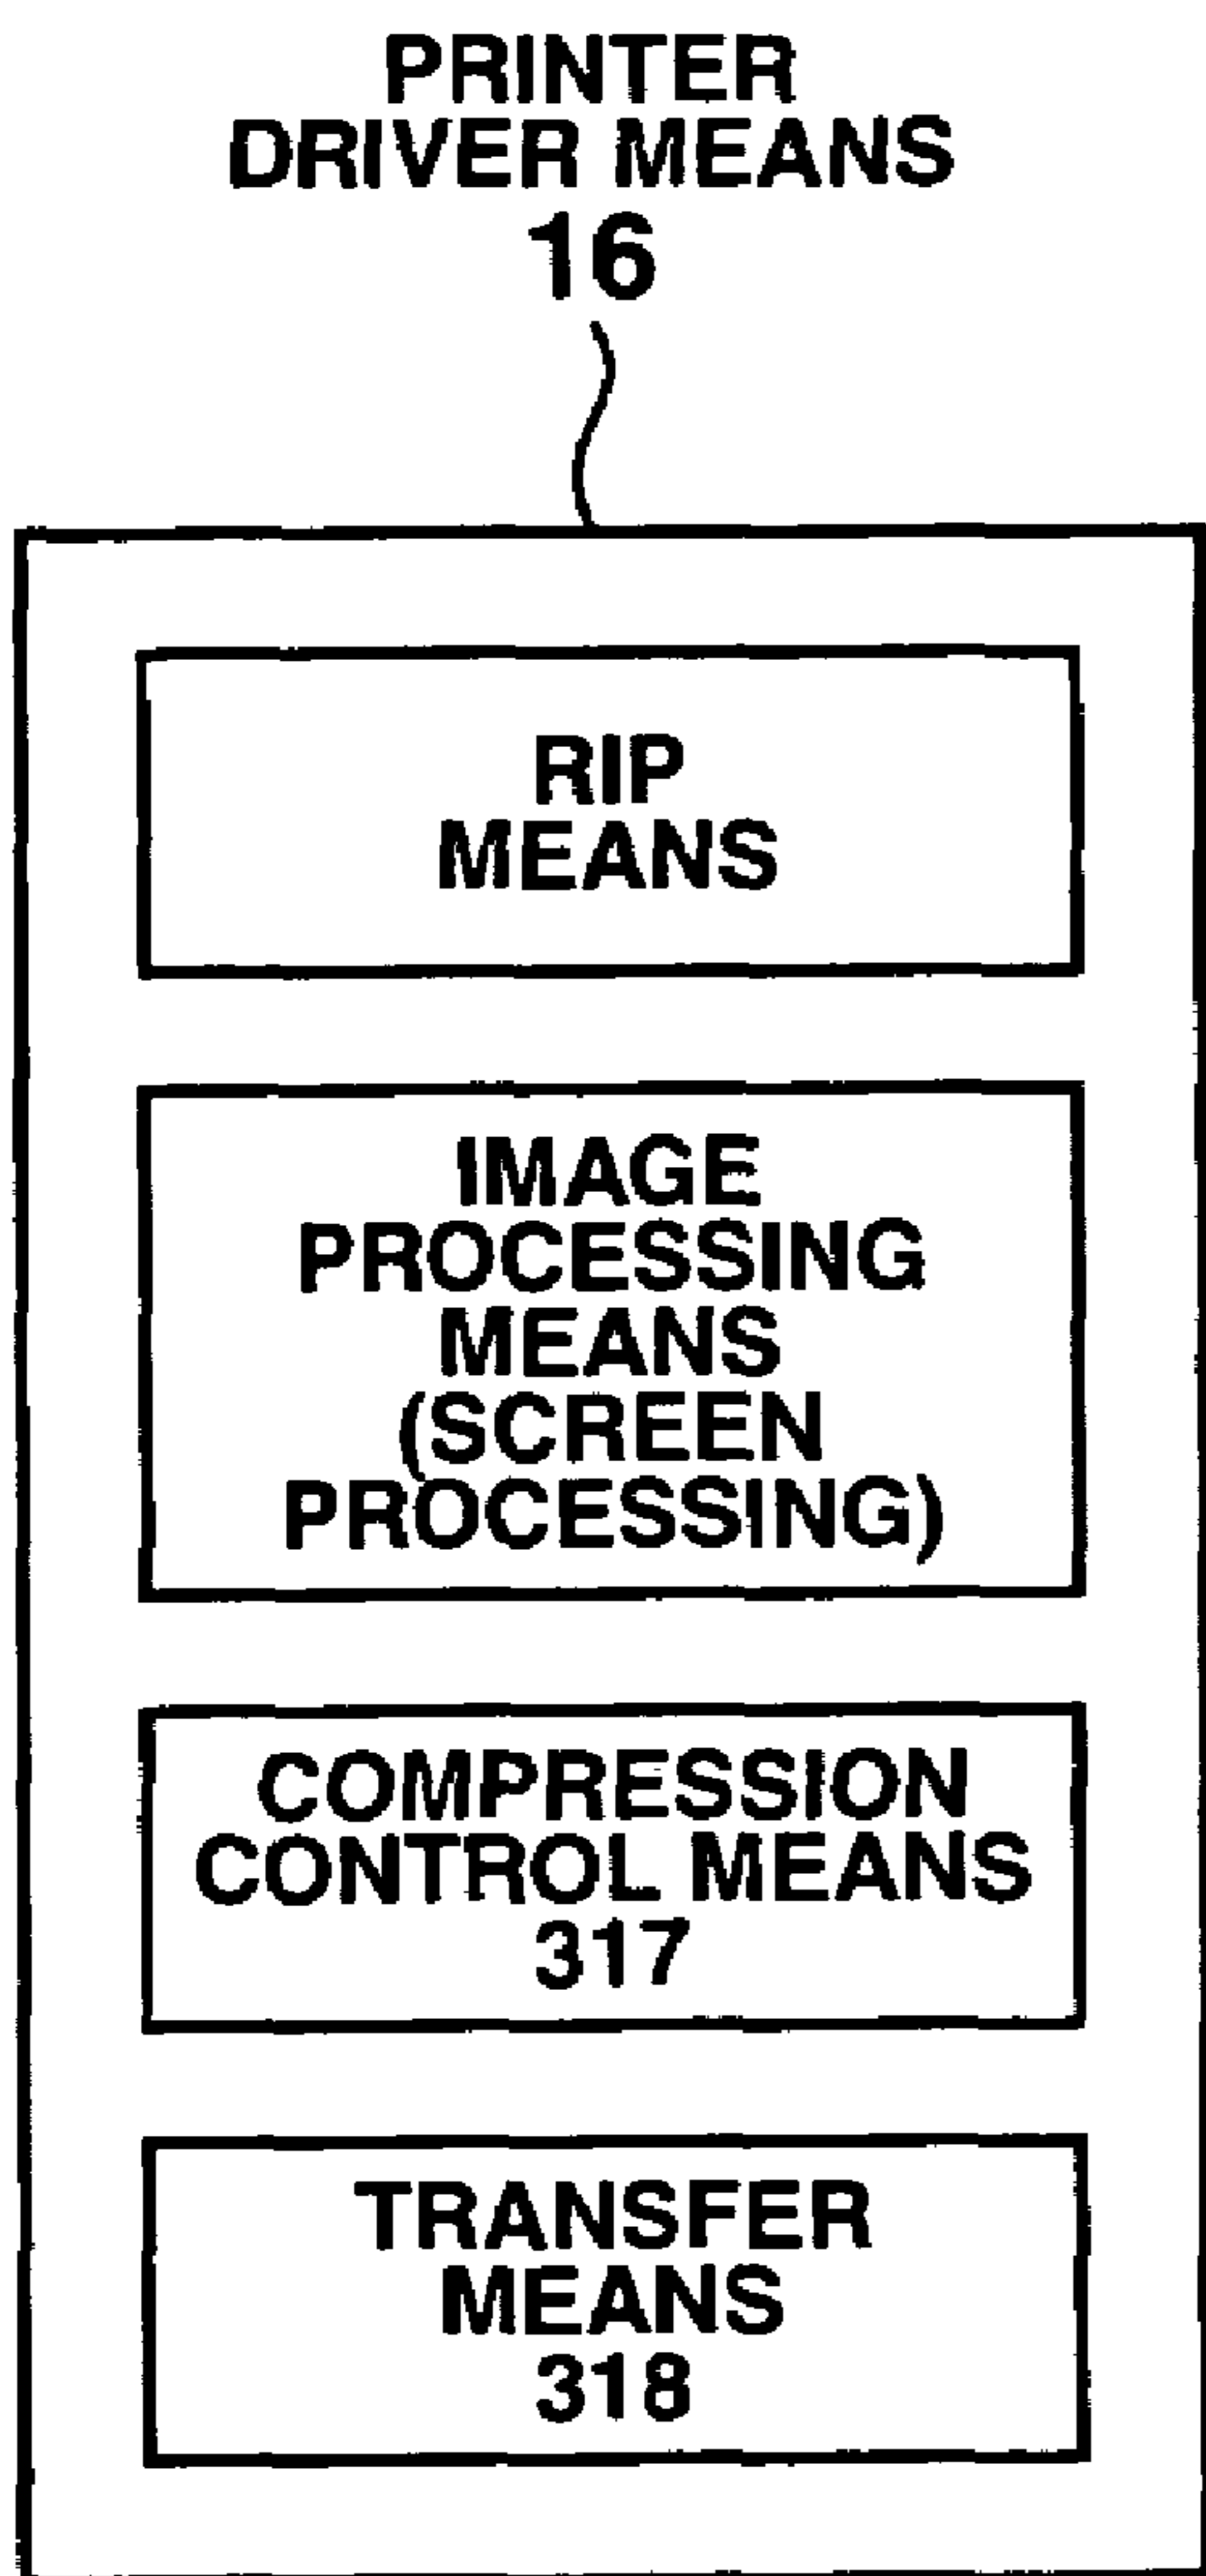 PRINTER
DRIVER MEANS
16
RIP
MEANS
IMAGE
PROCESSING
MEANS
(SCREEN
PROCESSING)
COMPRESSION
CONTROL MEANS
317
TRANSFER
MEANS
318